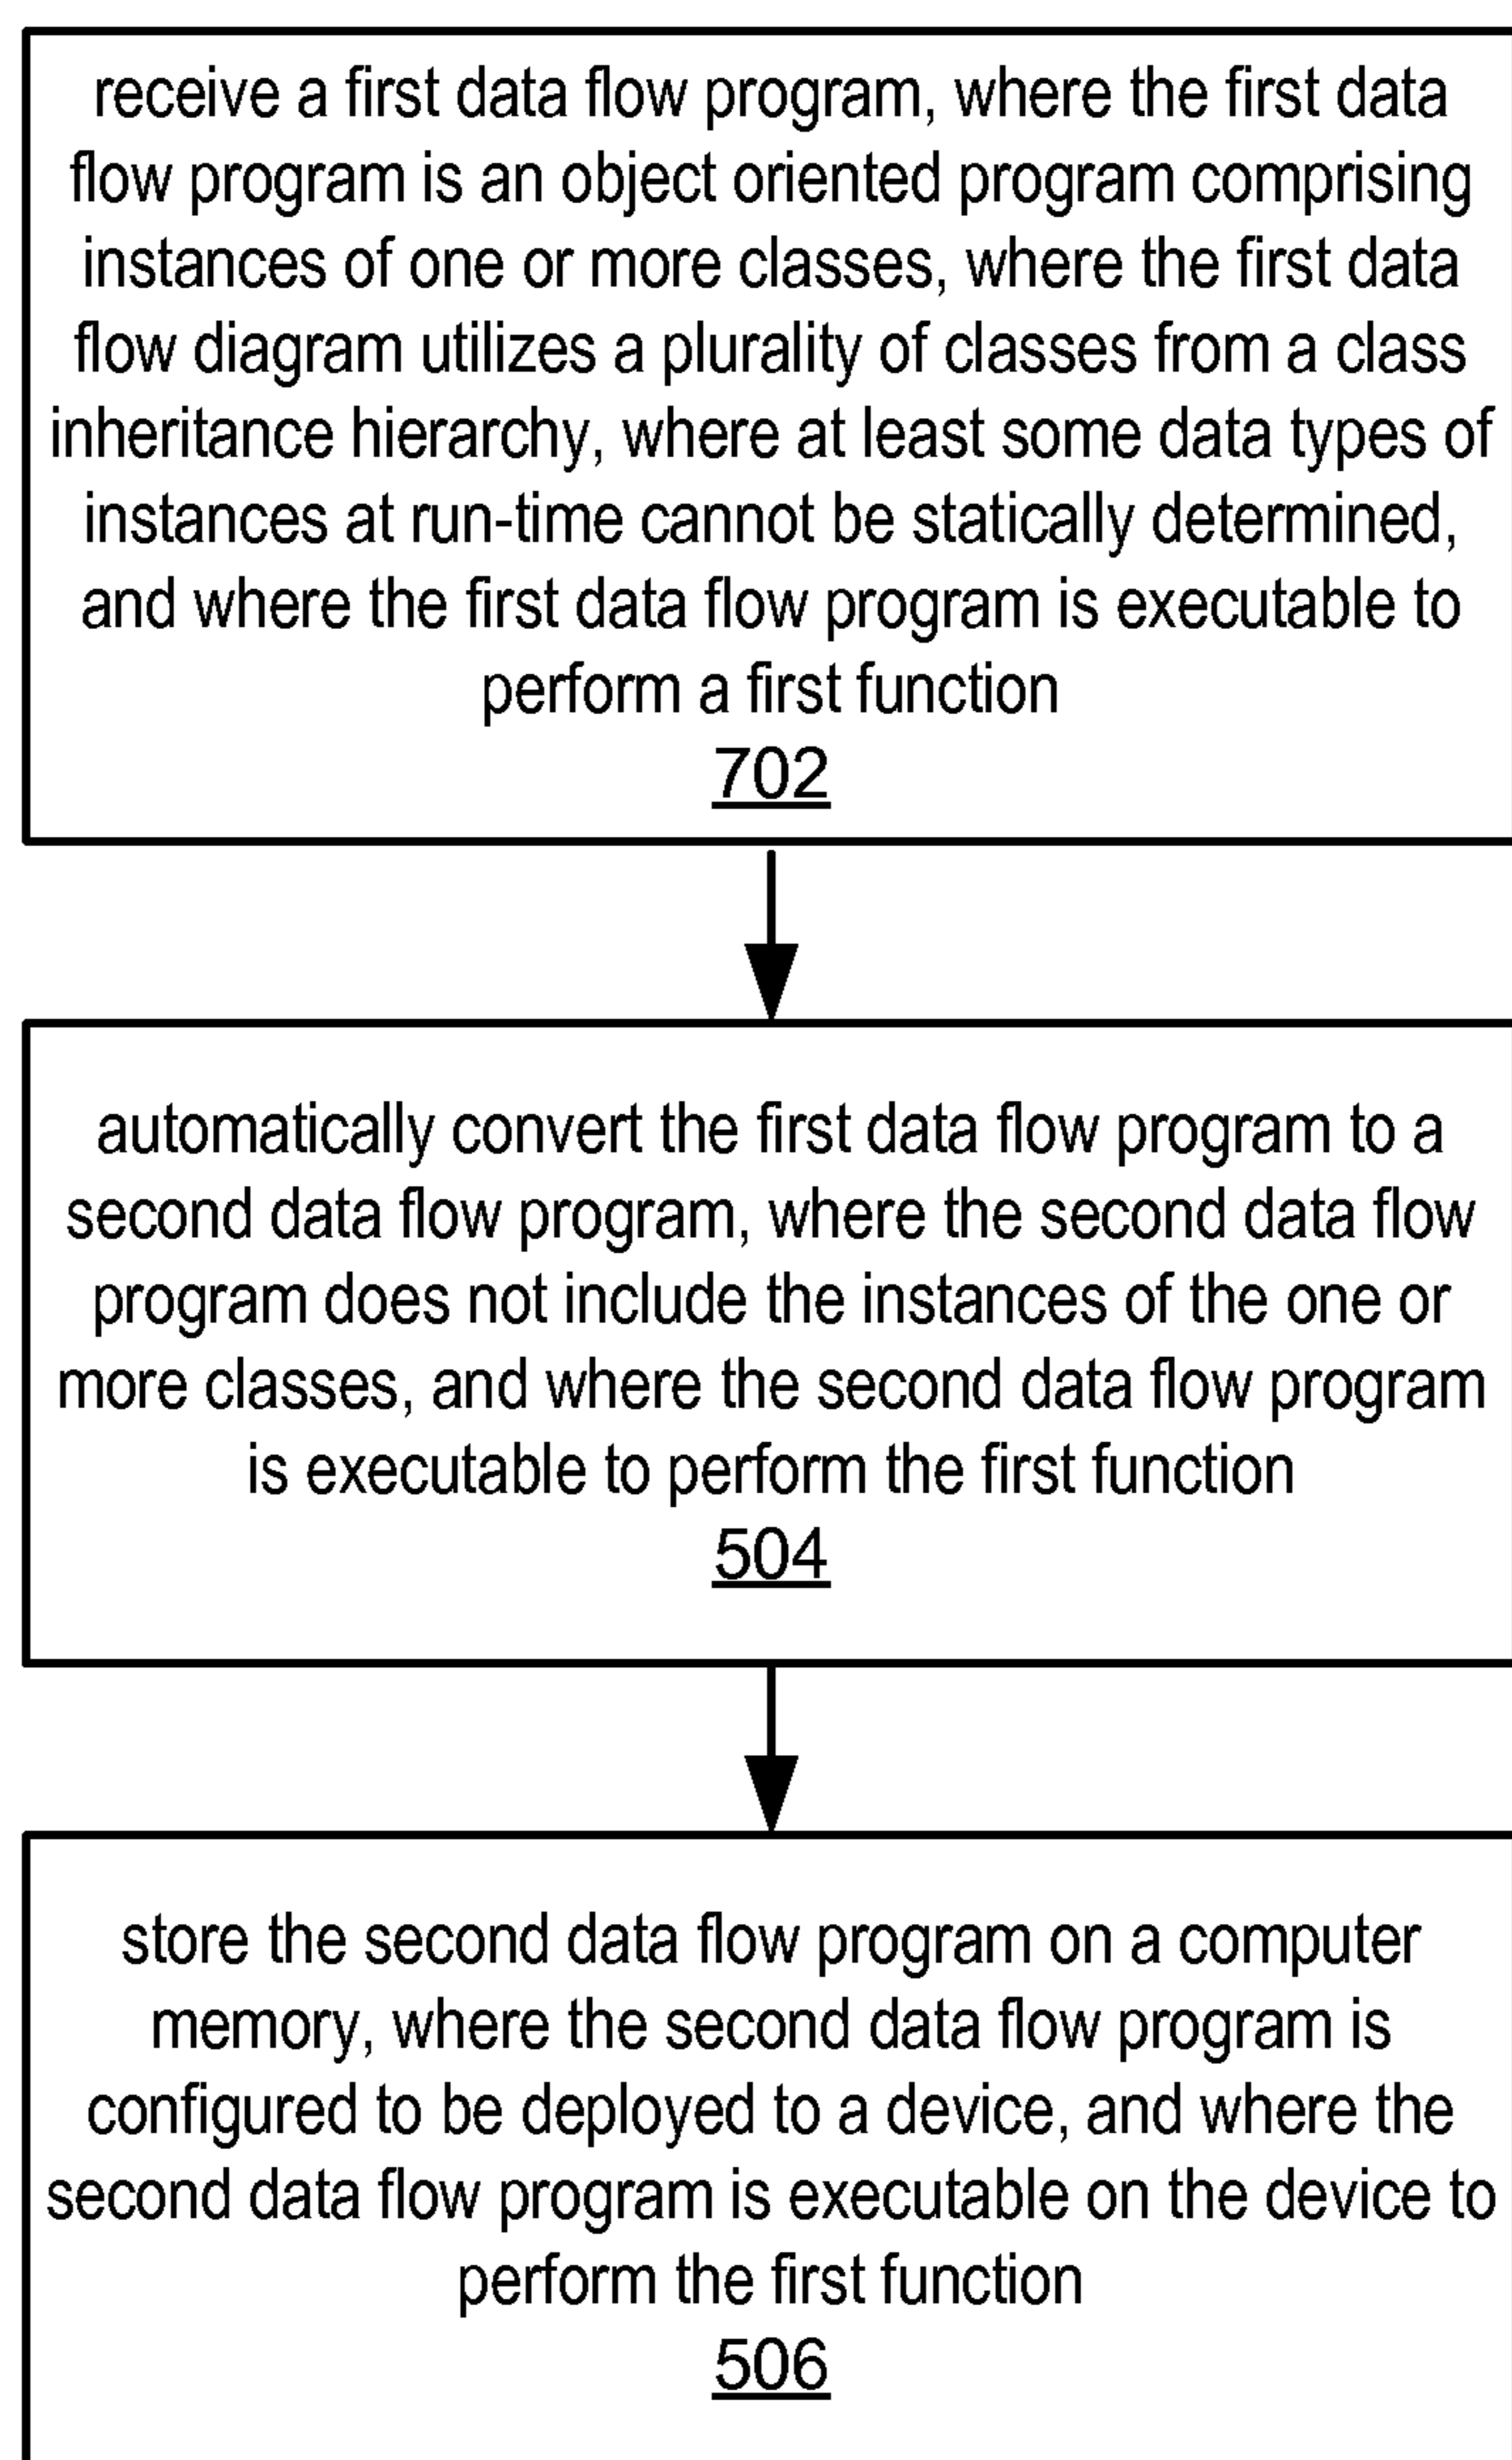 receive a first data flow program, where the first data
flow program is an object oriented program comprising
instances of one or more classes, where the first data
flow diagram utilizes a plurality of classes from a class
inheritance hierarchy, where at least some data types of
instances at run-time cannot be statically determined,
and where the first data flow program is executable to
perform a first function
702
automatically convert the first data flow program to a
second data flow program, where the second data flow
program does not include the instances of the one or
more classes, and where the second data flow program
is executable to perform the first function
504
store the second data flow program on a computer
memory, where the second data flow program is
configured to be deployed to a device, and where the
second data flow program is executable on the device to
perform the first function
506